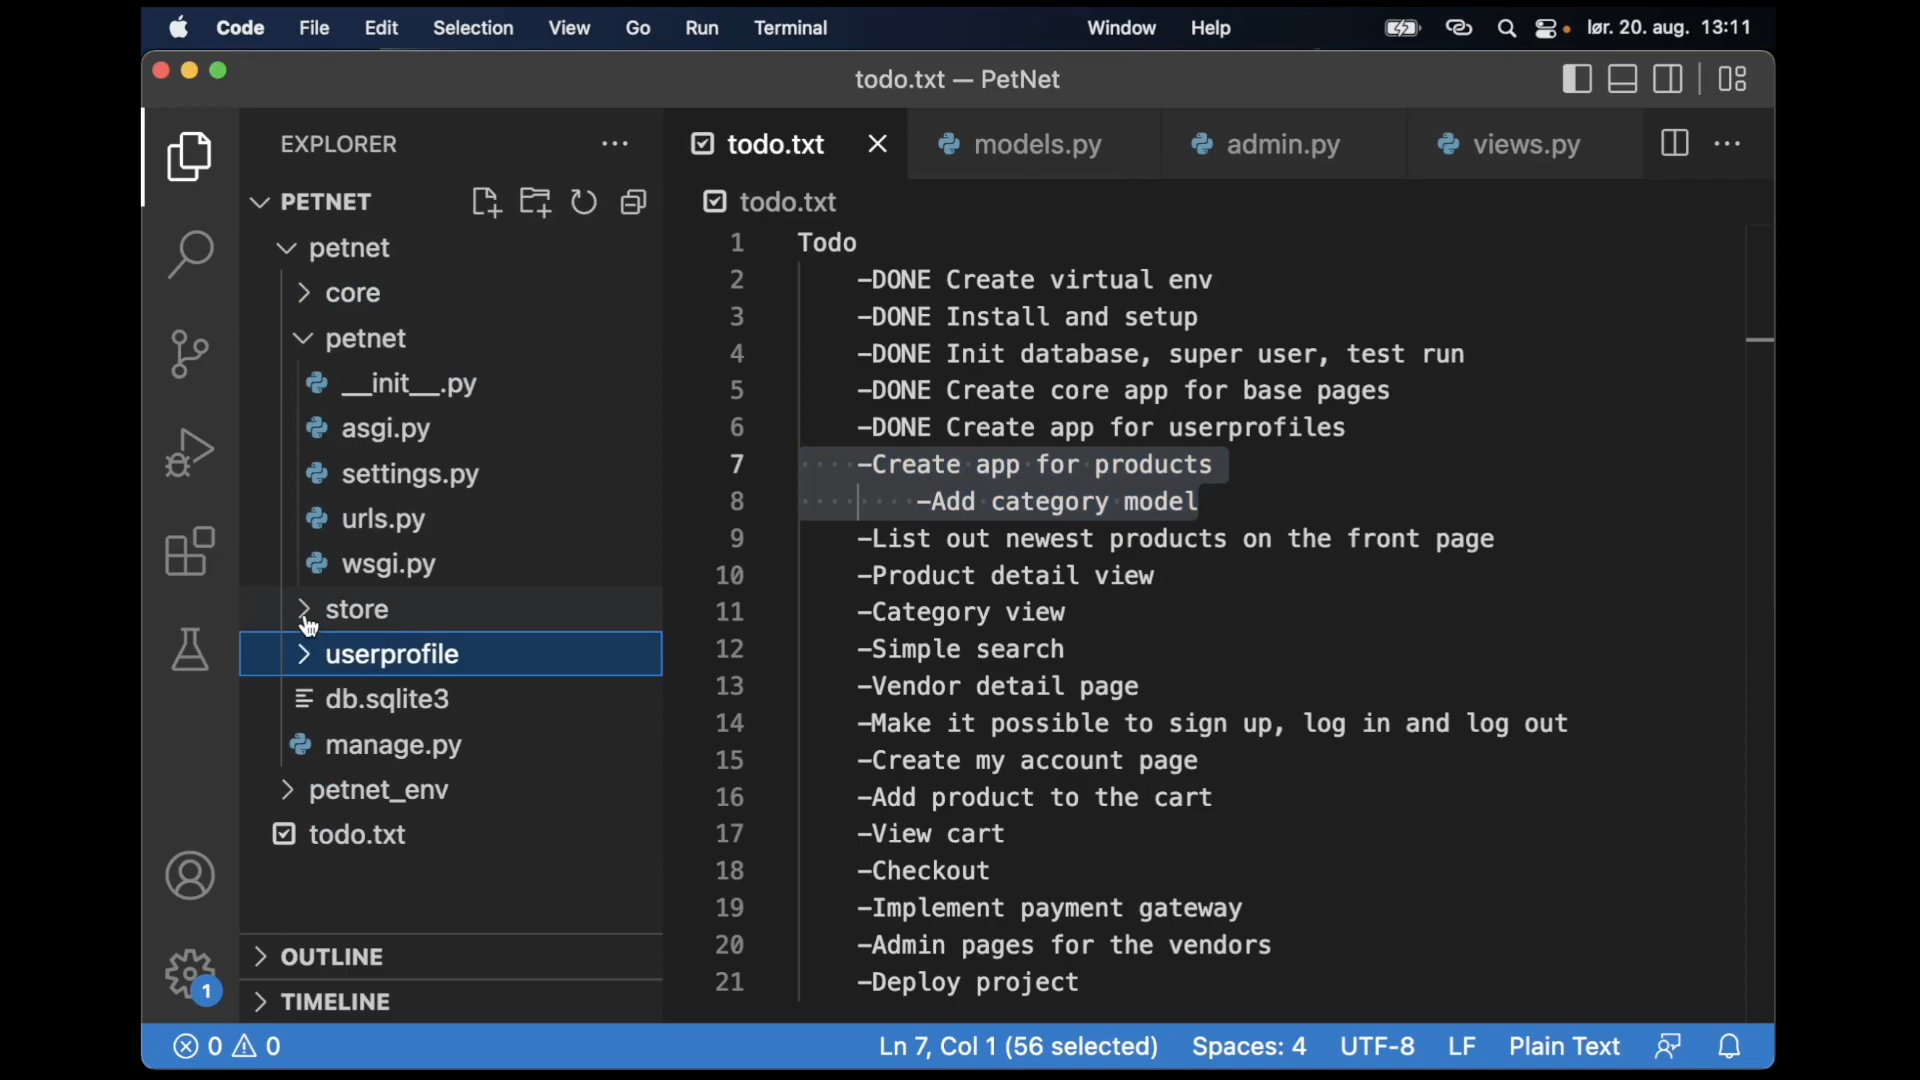 Code File Edit Selection View Go Run Terminal Window Help lør. 20. aug. 13:11
todo.txt — PetNet
EXPLORER
PETNET
petnet
core
petnet
__init__.py
asgi.py
settings.py
urls.py
wsgi.py
store
userprofile
db.sqlite3
manage.py
petnet_env
todo.txt
OUTLINE
TIMELINE
1
todo.txt models.py admin.py views.py
todo.txt
1 Todo
2 -DONE Create virtual env
3 -DONE Install and setup
4 -DONE Init database, super user, test run
5 -DONE Create core app for base pages
6 -DONE Create app for userprofiles
7 -Create app for products
8 -Add category model
9 -List out newest products on the front page
10 -Product detail view
11 -Category view
12 -Simple search
13 -Vendor detail page
14 -Make it possible to sign up, log in and log out
15 -Create my account page
16 -Add product to the cart
17 -View cart
18 -Checkout
19 -Implement payment gateway
20 -Admin pages for the vendors
21 -Deploy project
0 0 Ln 7, Col 1 (56 selected) Spaces: 4 UTF-8 LF Plain Text